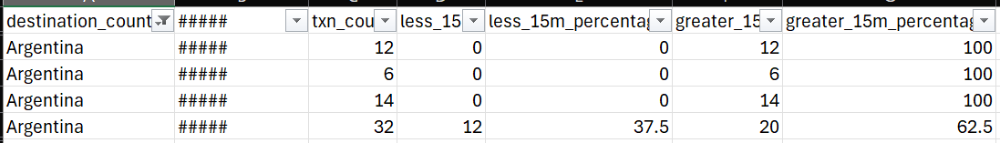 destination_count ##### txn_cou less_15 less_15m_percentag greater_15 greater_15m_percentag
Argentina ##### 12 0 0 12 100
Argentina ##### 6 0 0 6 100
Argentina ##### 14 0 0 14 100
Argentina ##### 32 12 37.5 20 62.5